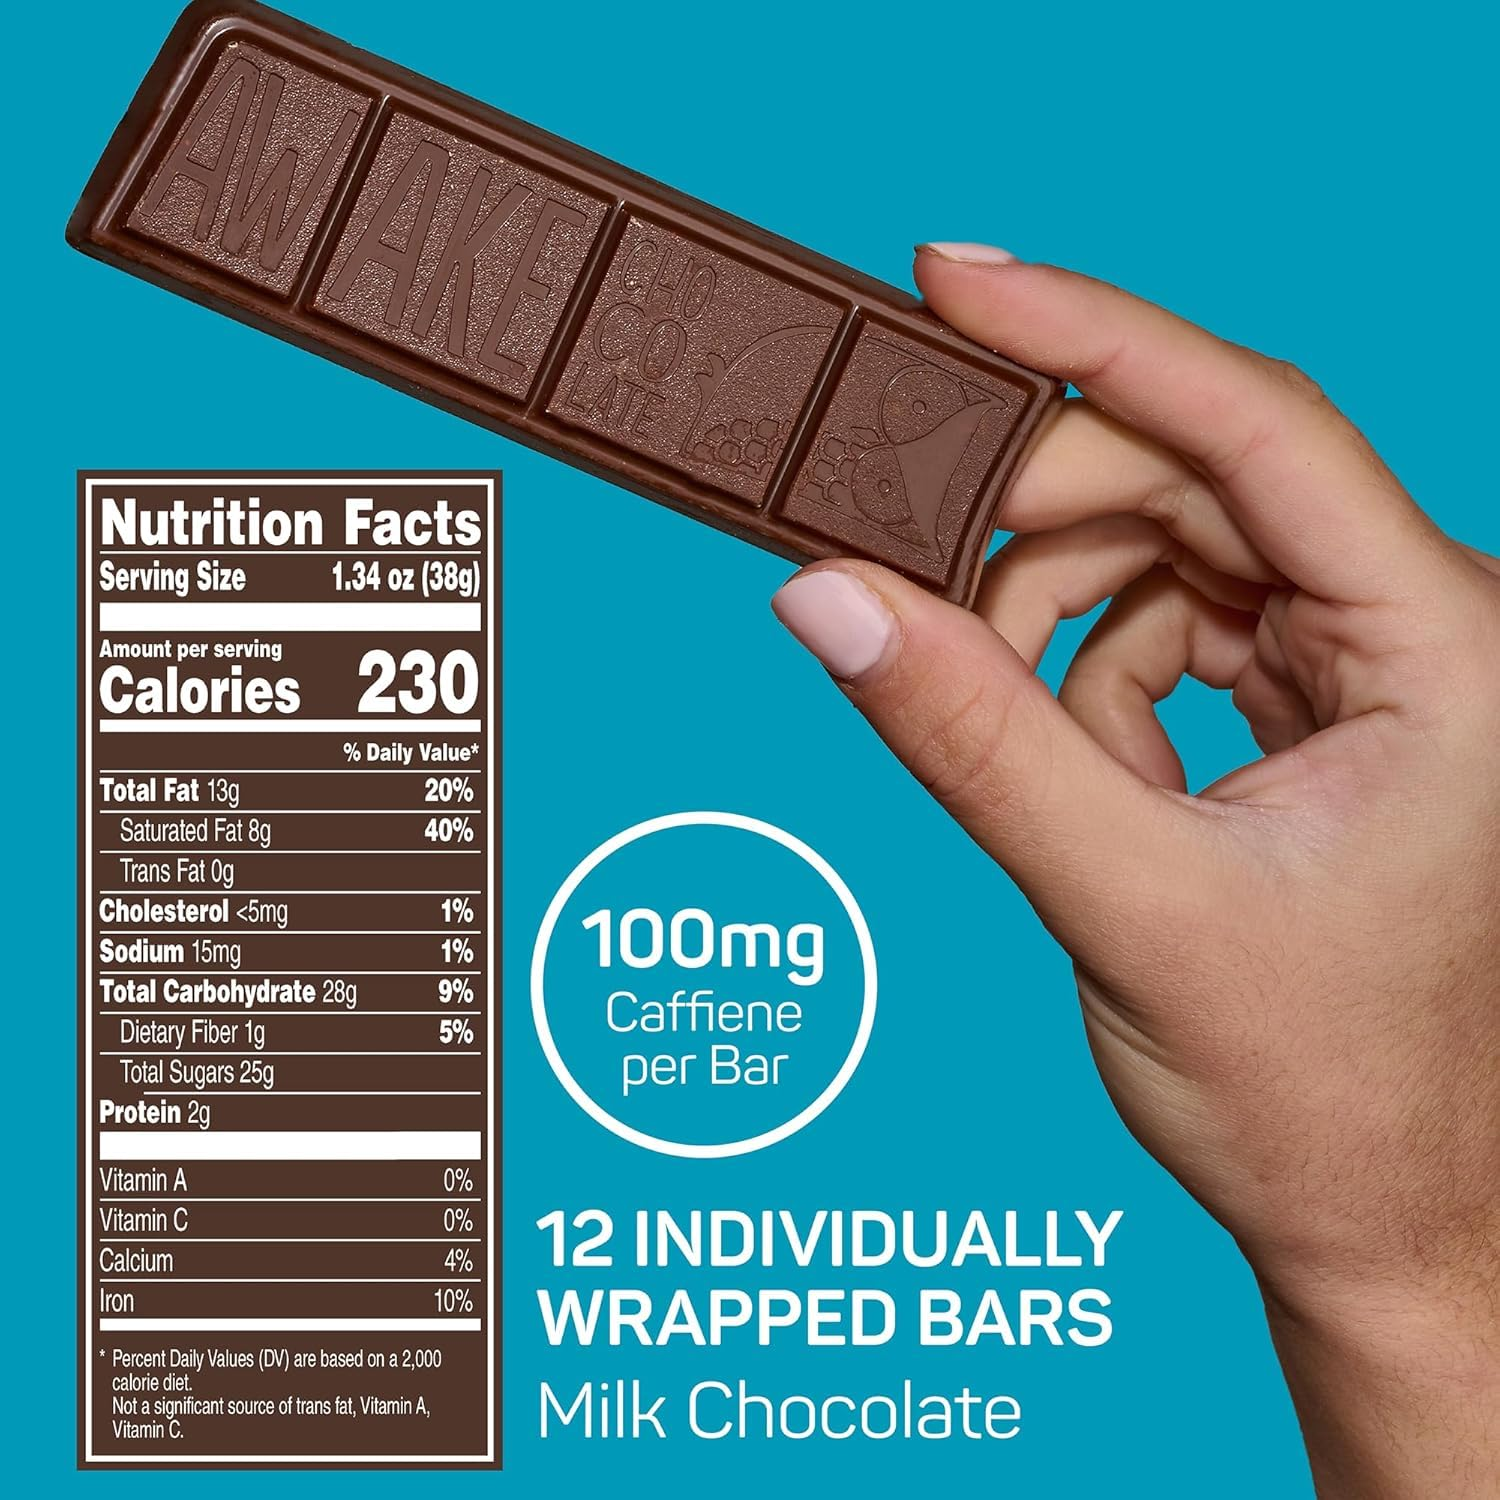 AWAKE
CHO
CO
LATE
Nutrition Facts
Serving Size 1.34 oz (38g)
Amount per serving
Calories 230
% Daily Value*
Total Fat 13g 20%
Saturated Fat 8g 40%
Trans Fat 0g
Cholesterol <5mg 1%
Sodium 15mg 1%
Total Carbohydrate 28g 9%
Dietary Fiber 1g 5%
Total Sugars 25g
Protein 2g
Vitamin A 0%
Vitamin C 0%
Calcium 4%
Iron 10%
* Percent Daily Values (DV) are based on a 2,000
calorie diet.
Not a significant source of trans fat, Vitamin A,
Vitamin C.
100mg
Caffiene
per Bar
12 INDIVIDUALLY
WRAPPED BARS
Milk Chocolate